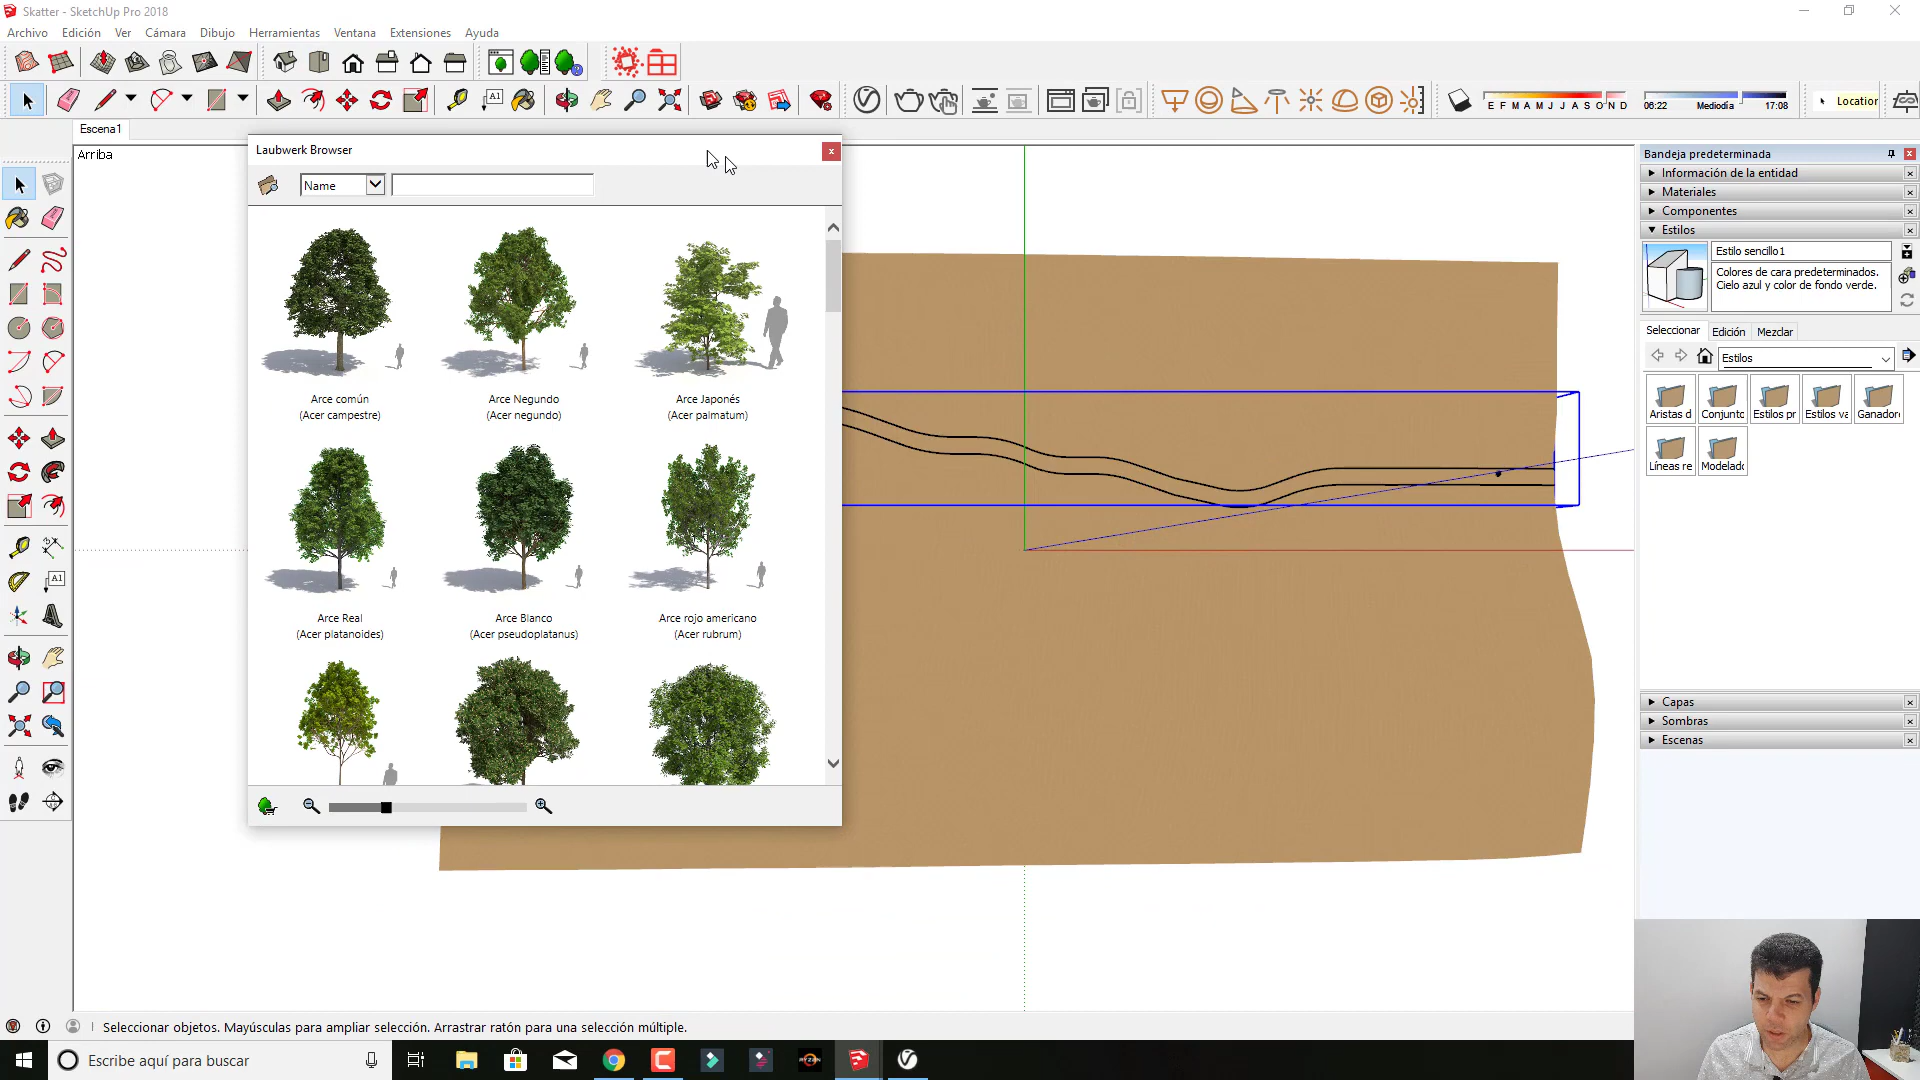 Skatter - SketchUp Pro 2018
Archivo Edición Ver Cámara Dibujo Herramientas Ventana Extensiones Ayuda
A1
E F M A M J J A S O N D
06:22 Mediodía 17:08
Location
Escena1
Arriba
Laubwerk Browser
Name
Arce común
(Acer campestre)
Arce Negundo
(Acer negundo)
Arce Japonés
(Acer palmatum)
Arce Real
(Acer platanoides)
Arce Blanco
(Acer pseudoplatanus)
Arce rojo americano
(Acer rubrum)
A1
Bandeja predeterminada
Información de la entidad
Materiales
Componentes
Estilos
Estilo sencillo1
Colores de cara predeterminados.
Cielo azul y color de fondo verde.
Seleccionar Edición Mezclar
Estilos
Aristas d Conjunto Estilos pr Estilos va Ganador
Líneas re Modelado
Capas
Sombras
Escenas
Seleccionar objetos. Mayúsculas para ampliar selección. Arrastrar ratón para una selección múltiple.
Escribe aquí para buscar
RYZEN